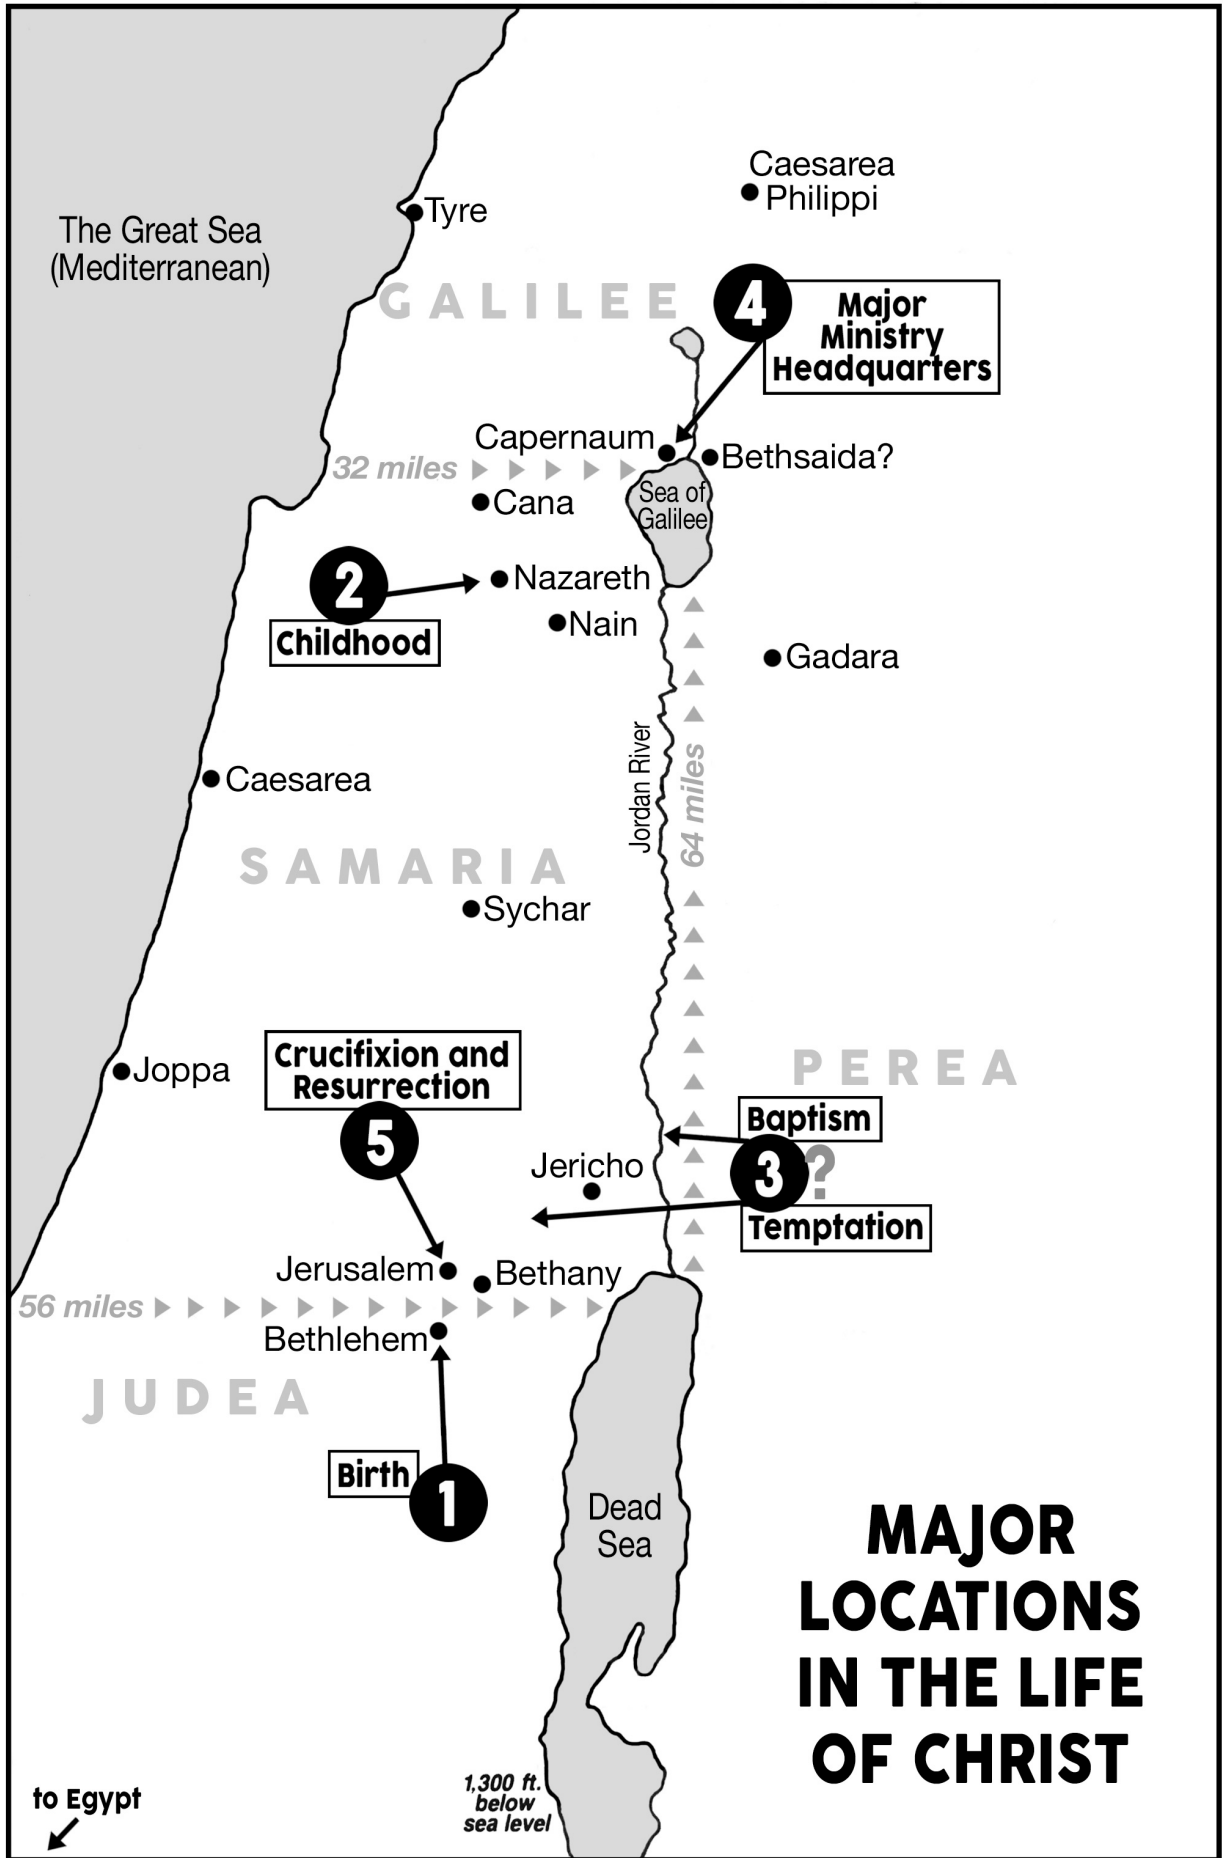 Caesarea
Philippi
Tyre
The Great Sea
(Mediterranean)
GALILEE
4
Major
Ministry
Headquarters
Capernaum
Bethsaida?
32 miles
Sea of
Galilee
Cana
2
Nazareth
Childhood
Nain
Gadara
Jordan River
64 miles
Caesarea
SAMARIA
Sychar
Crucifixion and
Resurrection
5
Joppa
PEREA
Baptism
3 ?
Temptation
Jericho
Jerusalem
Bethany
56 miles
Bethlehem
JUDEA
Birth
1
Dead
Sea
MAJOR
LOCATIONS
IN THE LIFE
OF CHRIST
1,300 ft.
below
sea level
to Egypt